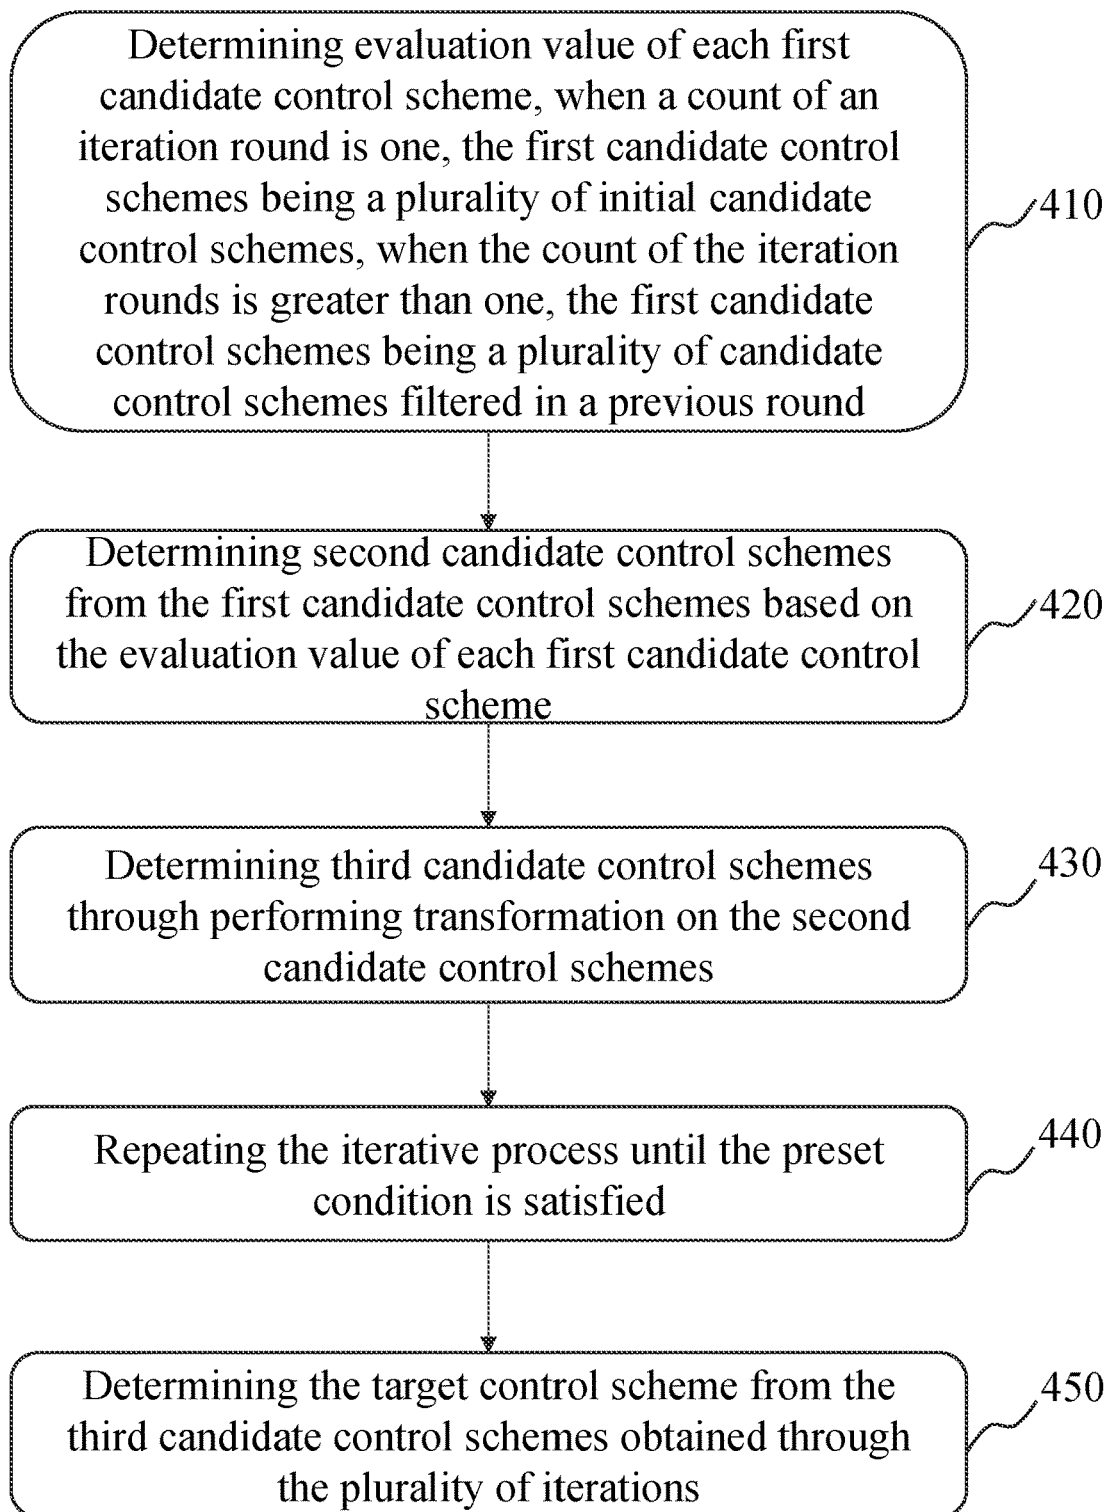 Determining evaluation value of each first
candidate control scheme, when a count of an
iteration round is one, the first candidate control
schemes being a plurality of initial candidate
control schemes, when the count of the iteration
rounds is greater than one, the first candidate
control schemes being a plurality of candidate
control schemes filtered in a previous round
410
Determining second candidate control schemes
from the first candidate control schemes based on
the evaluation value of each first candidate control
scheme
420
Determining third candidate control schemes
through performing transformation on the second
candidate control schemes
430
Repeating the iterative process until the preset
condition is satisfied
440
Determining the target control scheme from the
third candidate control schemes obtained through
the plurality of iterations
450